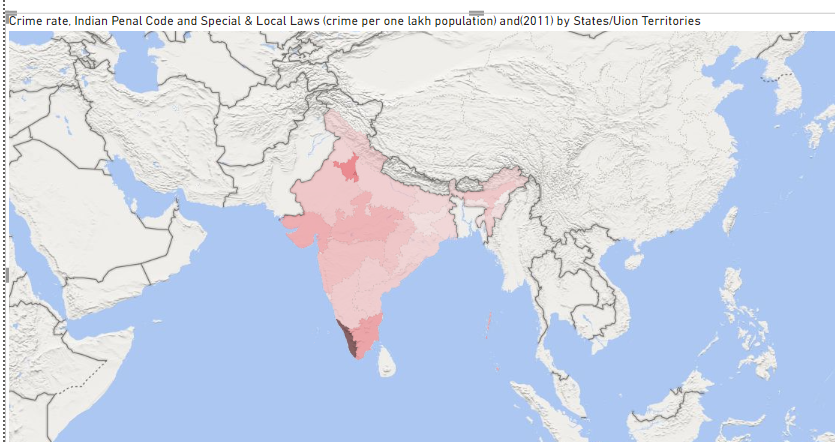 Crime rate, Indian Penal Code and Special & Local Laws (crime per one lakh population) and(2011) by States/Uion Territories